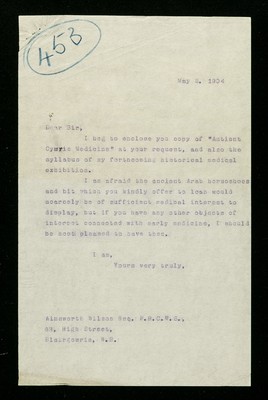 453
May 2. 1904
Dear Sir,
I beg to enclose you copy of "Antient
Cymric Medicine" at your request, and also the
syllabus of my forthcoming historical medical
exhibition.
I am afraid the ancient Arab horseshoes
and bit which you kindly offer to loan would
scarcely be of sufficient medical interest to
display, but if you have any other objects of
interest connected with early medicine, I should
be most pleased to have them.
I am,
Yours very truly,
Ainsworth Wilson Esq.
High Street,
Blairgowrie, N.B.